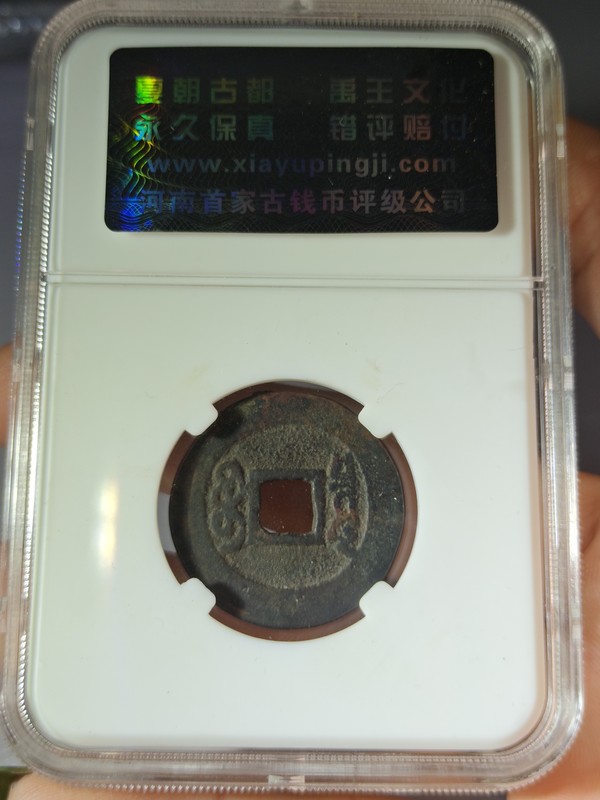 夏朝古都 禹王文化
永久保真 错评赔付
www.xiayupingji.com
河南首家古钱币评级公司